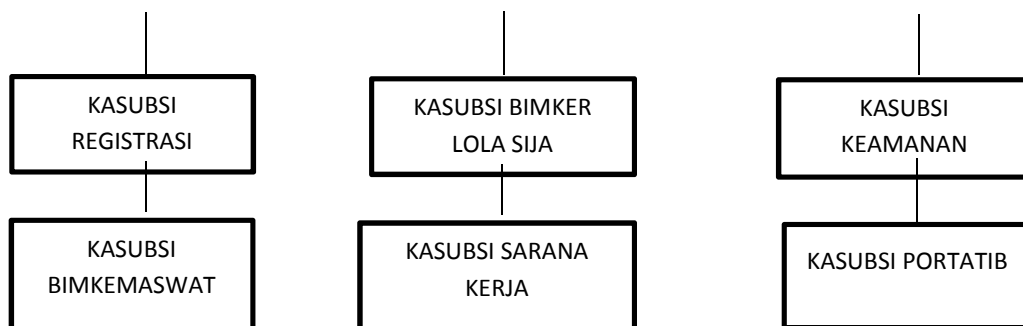 KASUBSI
REGISTRASI
KASUBSI BIMKER
LOLA SIJA
KASUBSI
KEAMANAN
KASUBSI
BIMKEMASWAT
KASUBSI SARANA
KERJA
KASUBSI PORTATIB